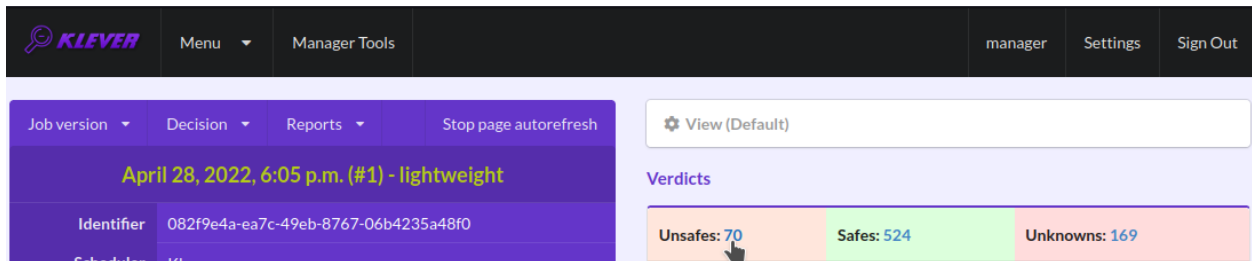 KLEVER Menu Manager Tools manager Settings Sign Out
Job version Decision Reports Stop page autorefresh
View (Default)
April 28, 2022, 6:05 p.m. (#1) - lightweight
Verdicts
Identifier 082f9e4a-ea7c-49eb-8767-06b4235a48f0
Unsafes: 70 Safes: 524 Unknowns: 169